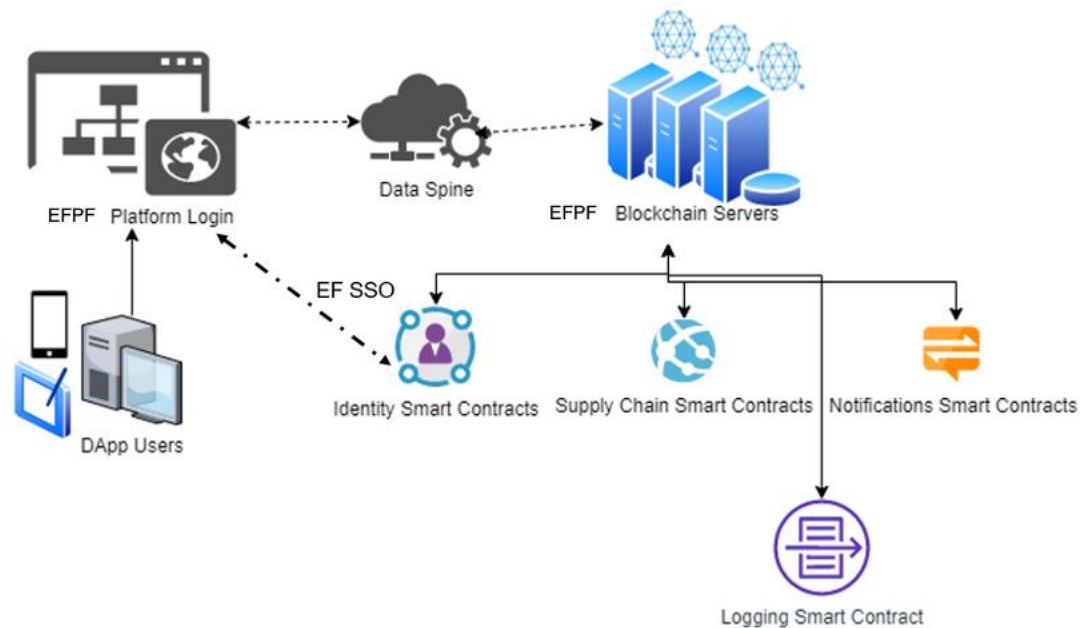 Data Spine
EFPF Platform Login
EFPF Blockchain Servers
EF SSO
Identity Smart Contracts
Supply Chain Smart Contracts
Notifications Smart Contracts
DApp Users
Logging Smart Contract